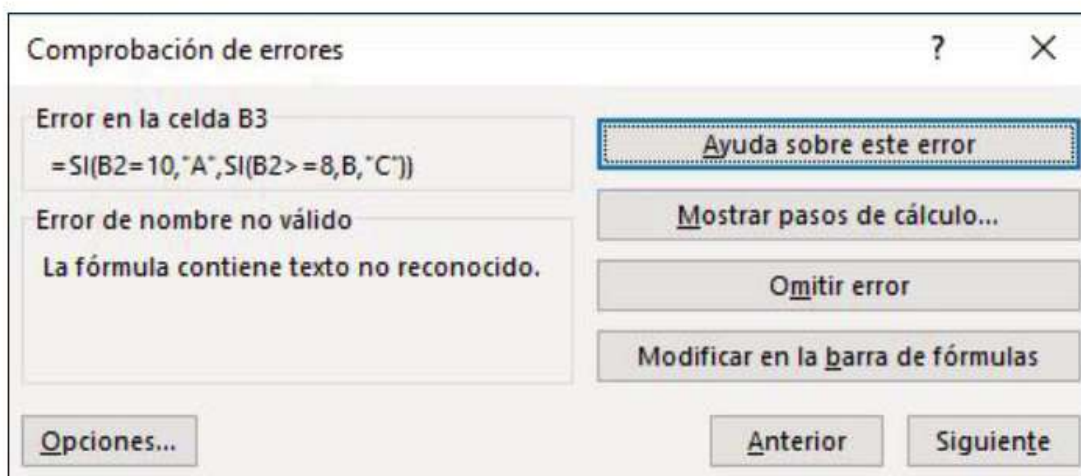 Comprobación de errores
?
Error en la celda B3
=SI(B2=10,"A",SI(B2>=8,B,"C"))
Error de nombre no válido
La fórmula contiene texto no reconocido.
Ayuda sobre este error
Mostrar pasos de cálculo...
Omitir error
Modificar en la barra de fórmulas
Opciones...
Anterior
Siguiente